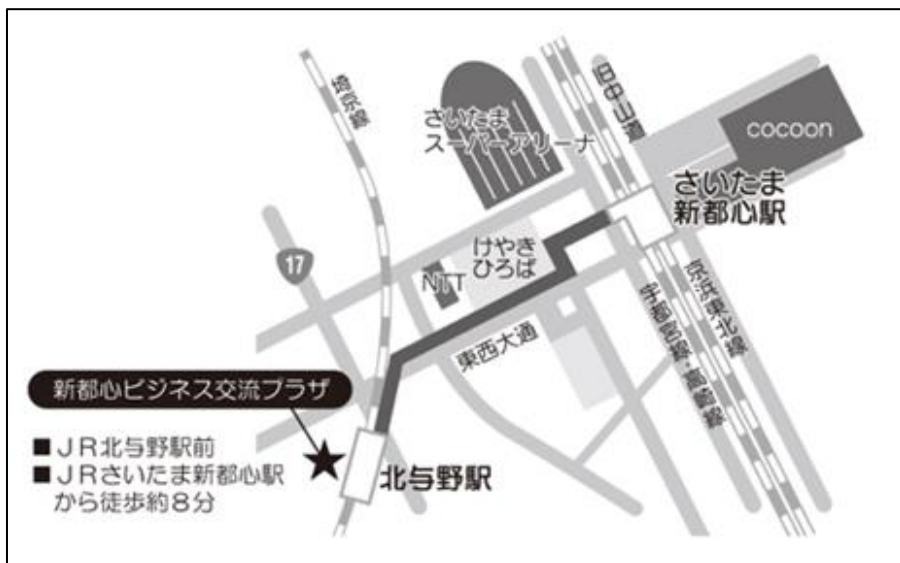 埼京線
さいたま
スーパーアリーナ
旧中山道
cocoon
さいたま
新都心駅
けやき
ひろば
17
NTT
東西大通
宇都宮線・高崎線
京浜東北線
新都心ビジネス交流プラザ
■ＪＲ北与野駅前
■ＪＲさいたま新都心駅
から徒歩約８分
北与野駅